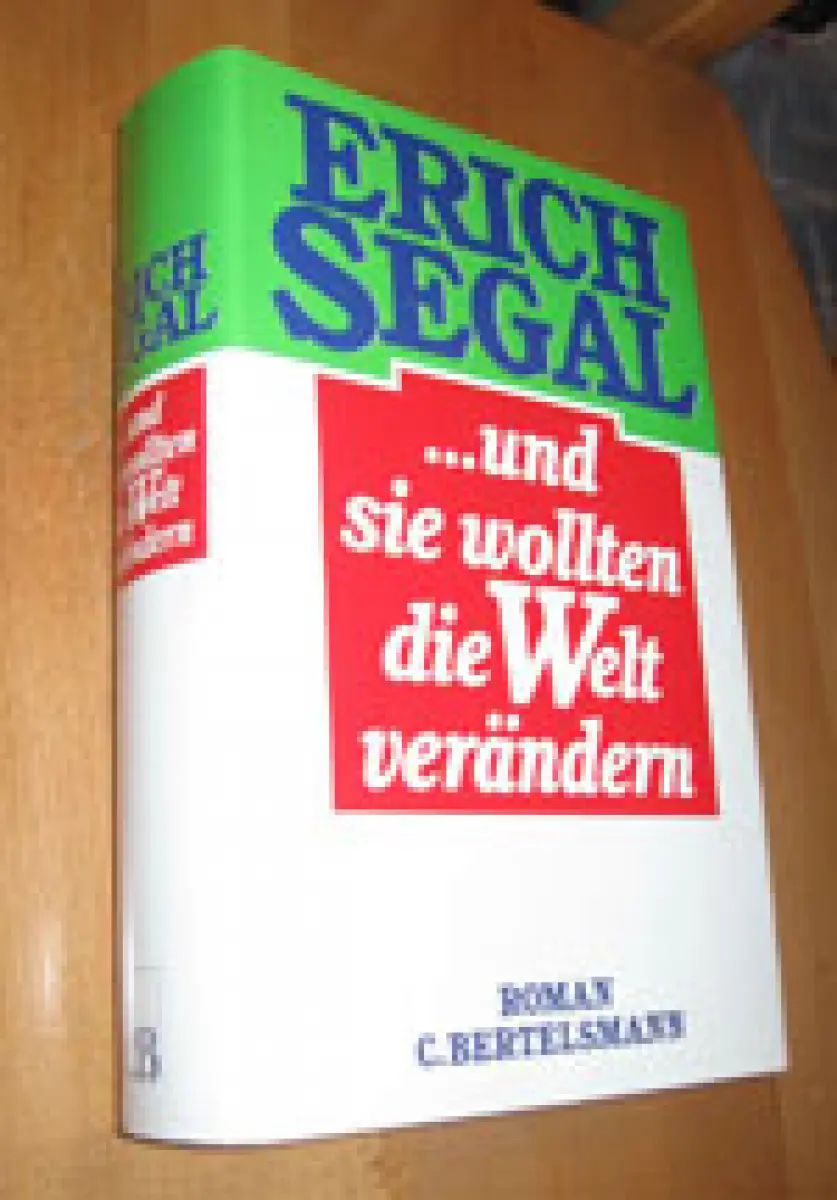 ERICH
SEGAL
...und
sie wollten
die Welt
verändern
ROMAN
C. BERTELSMANN